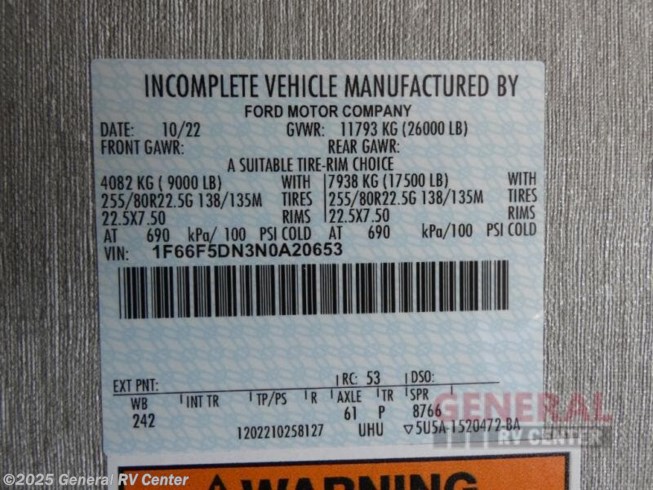 INCOMPLETE VEHICLE MANUFACTURED BY
FORD MOTOR COMPANY
DATE: 10/22 GVWR: 11793 KG (26000 LB)
FRONT GAWR: REAR GAWR:
A SUITABLE TIRE-RIM CHOICE
4082 KG ( 9000 LB) WITH 7938 KG (17500 LB) WITH
255/80R22.5G 138/135M TIRES 255/80R22.5G 138/135M TIRES
22.5X7.50 RIMS 22.5X7.50 RIMS
AT 690 kPa/ 100 PSI COLD AT 690 kPa/ 100 PSI COLD
VIN: 1F66F5DN3N0A20653
EXT PNT: RC: 53 DSO:
WB INT TR TP/PS R AXLE TR SPR
242 61 P 8766
1202210258127 UHU ▽5U5A-1520472-BA
GENERAL
RV CENTER
⚠WARNING
©2025 General RV Center